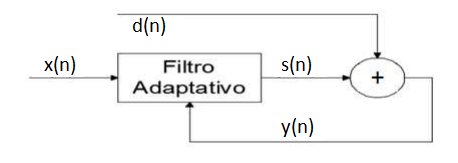 d(n)
x(n)
Filtro
Adaptativo
s(n)
+
y(n)